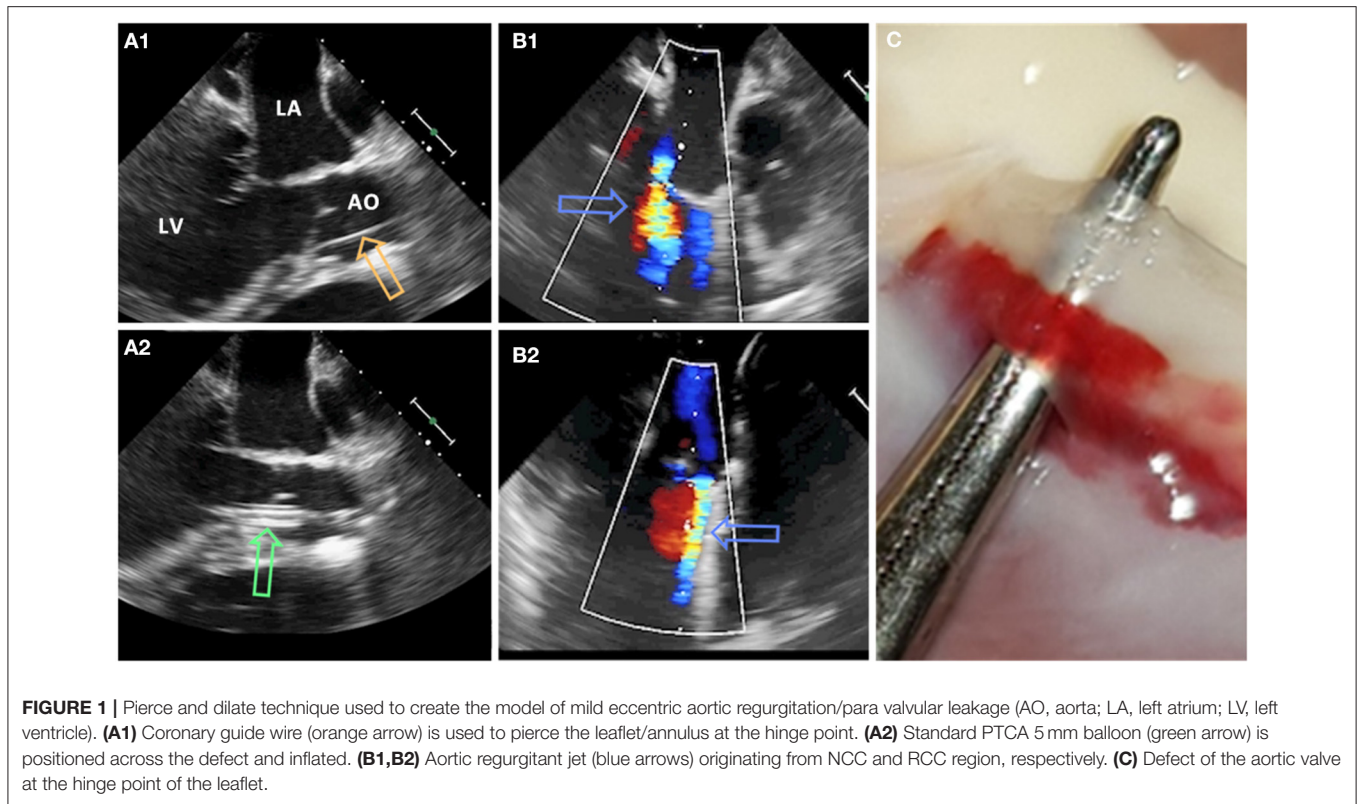 A1
LA
AO
LV
B1
C
A2
B2
FIGURE 1 | Pierce and dilate technique used to create the model of mild eccentric aortic regurgitation/para valvular leakage (AO, aorta; LA, left atrium; LV, left
ventricle). (A1) Coronary guide wire (orange arrow) is used to pierce the leaflet/annulus at the hinge point. (A2) Standard PTCA 5 mm balloon (green arrow) is
positioned across the defect and inflated. (B1,B2) Aortic regurgitant jet (blue arrows) originating from NCC and RCC region, respectively. (C) Defect of the aortic valve
at the hinge point of the leaflet.